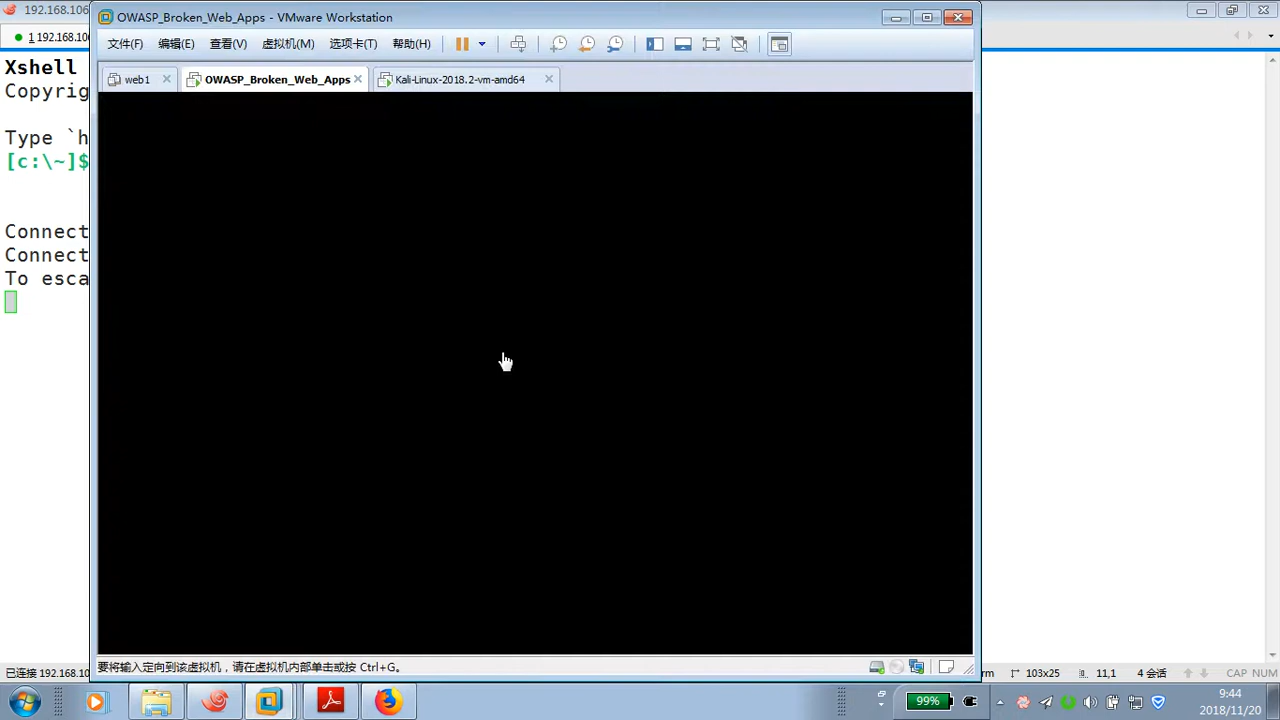 192.168.106
OWASP_Broken_Web_Apps - VMware Workstation
1 192.168.10
文件(F) 编辑(E) 查看(V) 虚拟机(M) 选项卡(T) 帮助(H)
web1 OWASP_Broken_Web_Apps Kali-Linux-2018.2-vm-amd64
Xshell
Copyrig
Type `h
[c:\~]$
Connect
Connect
To esca
要将输入定向到该虚拟机，请在虚拟机内部单击或按 Ctrl+G。
已连接 192.168.10 rm 103x25 11,1 4 会话 CAP NUM
99%
9:44
2018/11/20